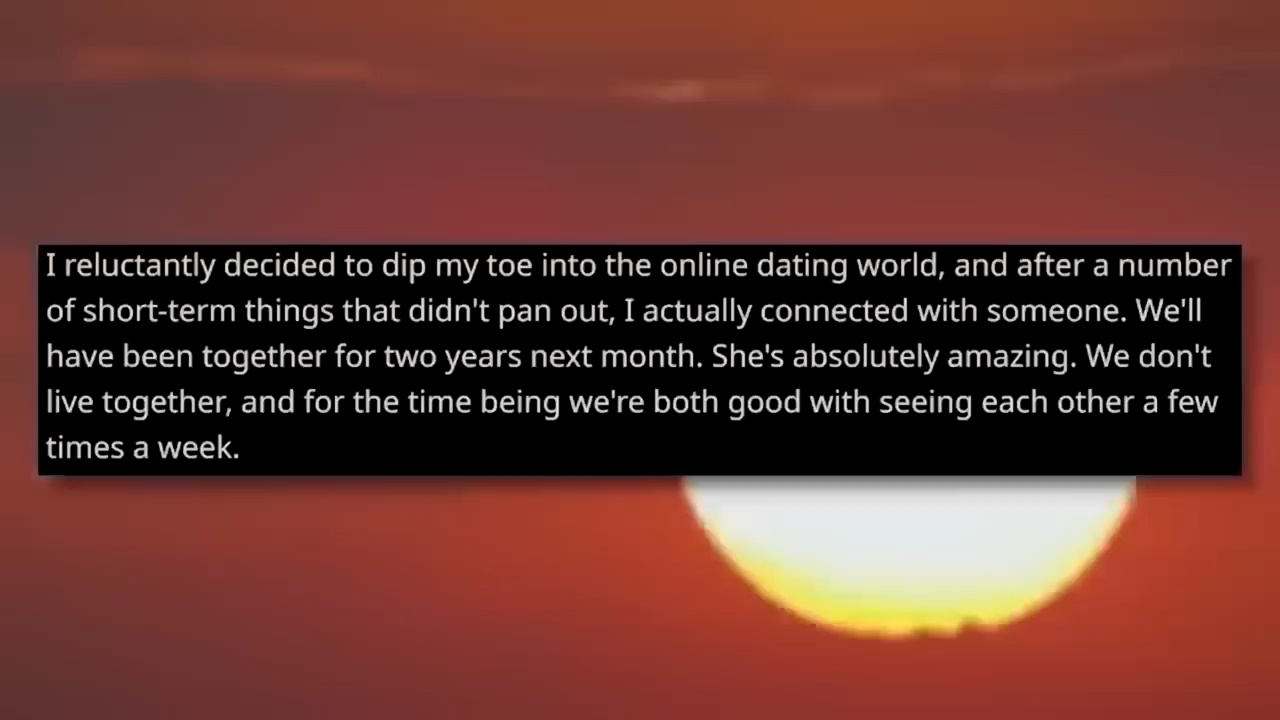 I reluctantly decided to dip my toe into the online dating world, and after a number
of short-term things that didn't pan out, I actually connected with someone. We'll
have been together for two years next month. She's absolutely amazing. We don't
live together, and for the time being we're both good with seeing each other a few
times a week.